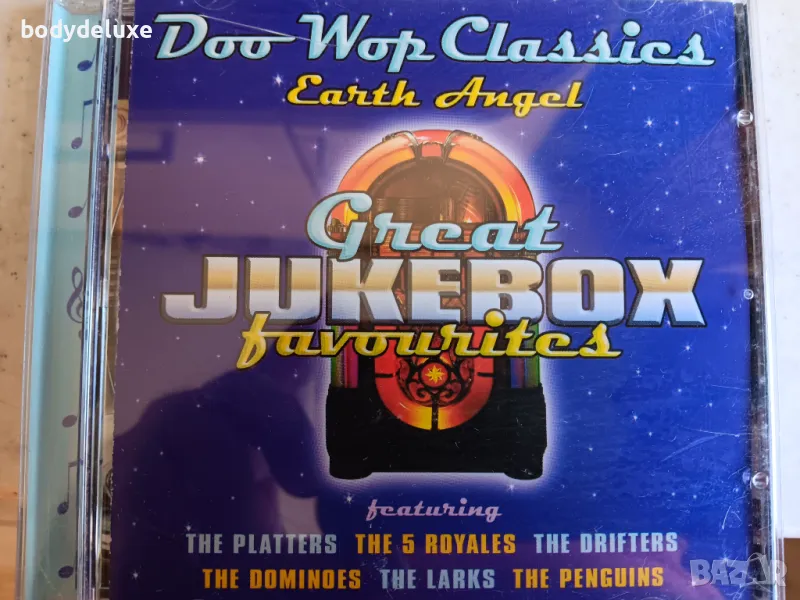 bodydeluxe
Doo Wop Classics
Earth Angel
Great
JUKEBOX
favourites
featuring
THE PLATTERS THE 5 ROYALES THE DRIFTERS
THE DOMINOES THE LARKS THE PENGUINS
BAZAR